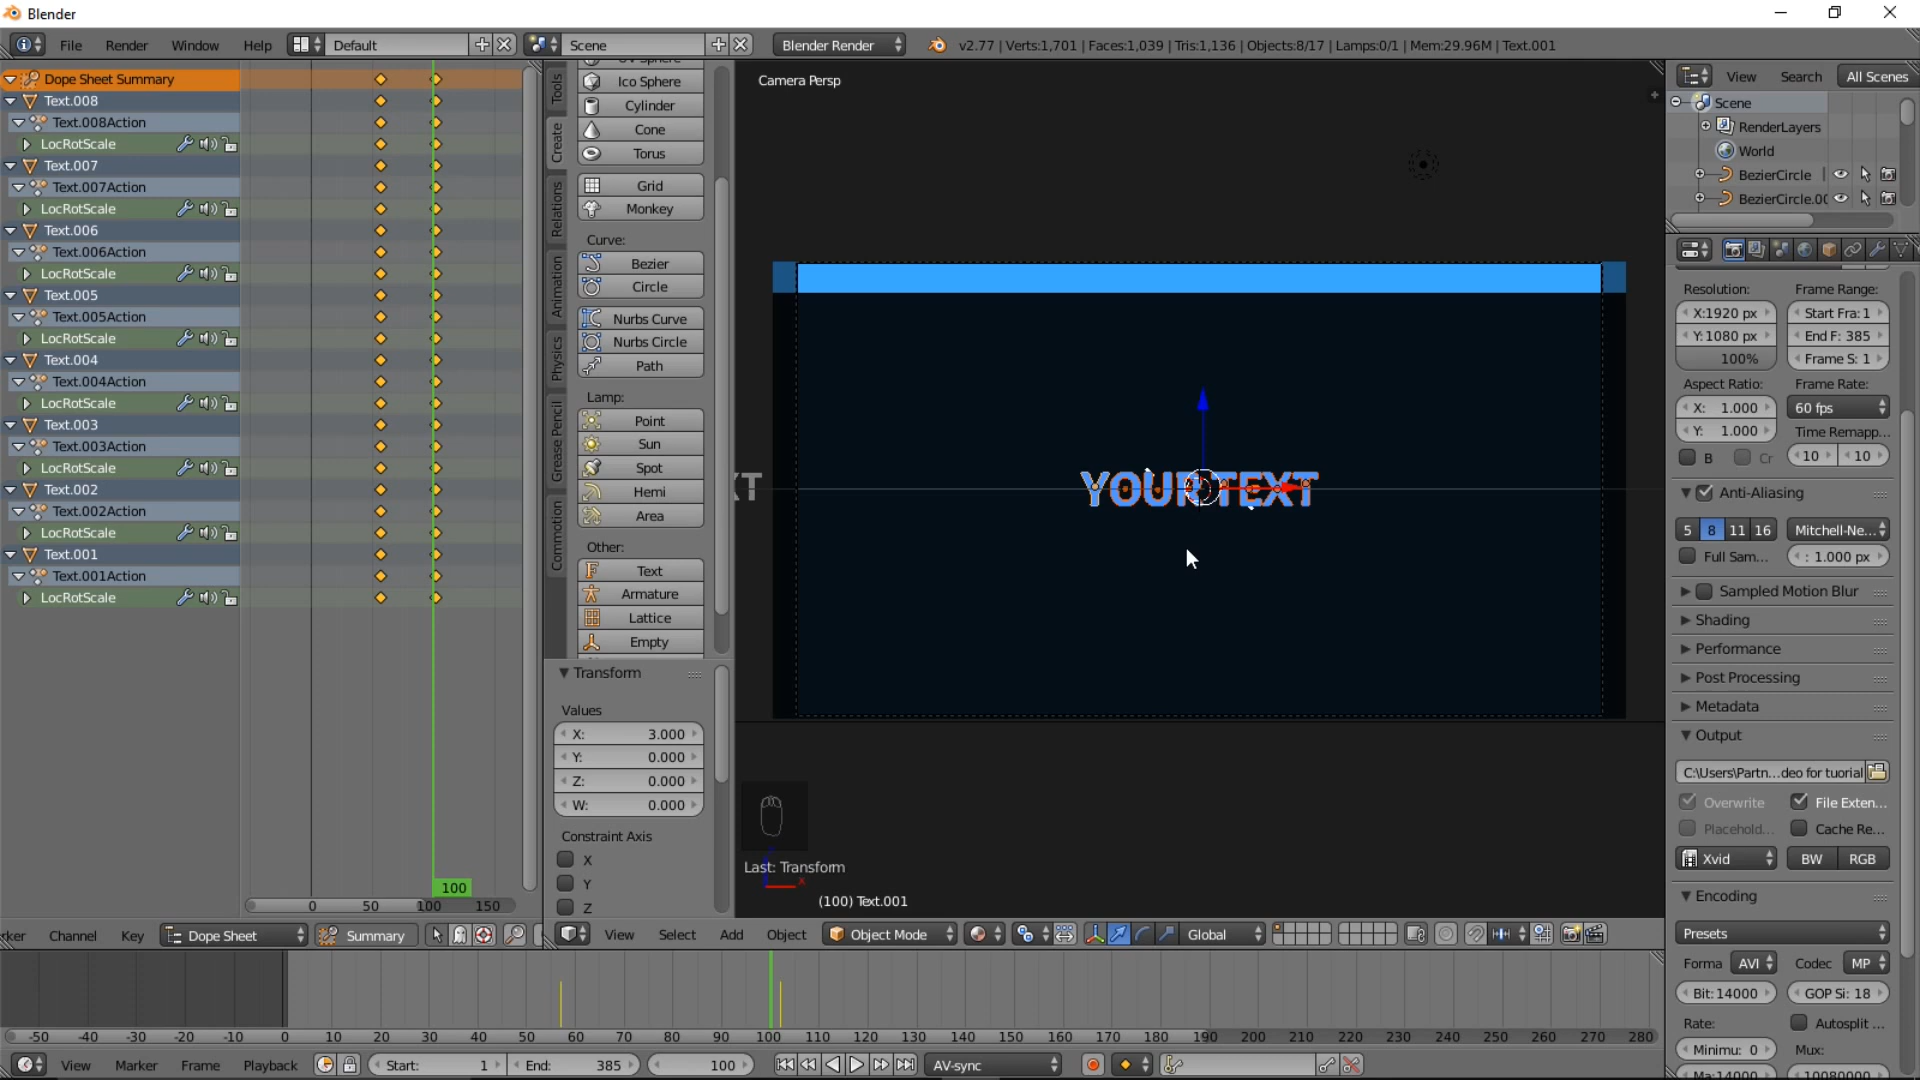 Blender
File Render Window Help Default Scene Blender Render v2.77 | Verts:1,701 | Faces:1,039 | Tris:1,136 | Objects:8/17 | Lamps:0/1 | Mem:29.96M | Text.001
Dope Sheet Summary
Text.008
Text.008Action
LocRotScale
Text.007
Text.007Action
LocRotScale
Text.006
Text.006Action
LocRotScale
Text.005
Text.005Action
LocRotScale
Text.004
Text.004Action
LocRotScale
Text.003
Text.003Action
LocRotScale
Text.002
Text.002Action
LocRotScale
Text.001
Text.001Action
LocRotScale
100
0 50 100 150
ker Channel Key Dope Sheet Summary
Tools
Create
Relations
Animation
Physics
Grease Pencil
Commotion
Ico Sphere
Cylinder
Cone
Torus
Grid
Monkey
Curve:
Bezier
Circle
Nurbs Curve
Nurbs Circle
Path
Lamp:
Point
Sun
Spot
Hemi
Area
Other:
Text
Armature
Lattice
Empty
Transform
Values
X: 3.000
Y: 0.000
Z: 0.000
W: 0.000
Constraint Axis
X
Y
Z
Camera Persp
XT
YOUR TEXT
Last: Transform
(100) Text.001
View Select Add Object Object Mode Global
View Search All Scenes
Scene
RenderLayers
World
BezierCircle
BezierCircle.00
Resolution: Frame Range:
X:1920 px Start Fra: 1
Y: 1080 px End F: 385
100% Frame S: 1
Aspect Ratio: Frame Rate:
X: 1.000 60 fps
Y: 1.000 Time Remapp...
B Cr 10 10
Anti-Aliasing
5 8 11 16 Mitchell-Ne...
Full Sam... : 1.000 px
Sampled Motion Blur
Shading
Performance
Post Processing
Metadata
Output
C:\Users\Partn...deo for tuorial
Overwrite File Exten...
Placehold... Cache Re...
Xvid BW RGB
Encoding
Presets
Forma AVI Codec MP
Bit: 14000 GOP Si: 18
Rate: Autosplit ...
Minimu: 0 Mux:
Ma:14000 10080000
-50 -40 -30 -20 -10 0 10 20 30 40 50 60 70 80 90 100 110 120 130 140 150 160 170 180 190 200 210 220 230 240 250 260 270 280
View Marker Frame Playback Start: 1 End: 385 100 AV-sync